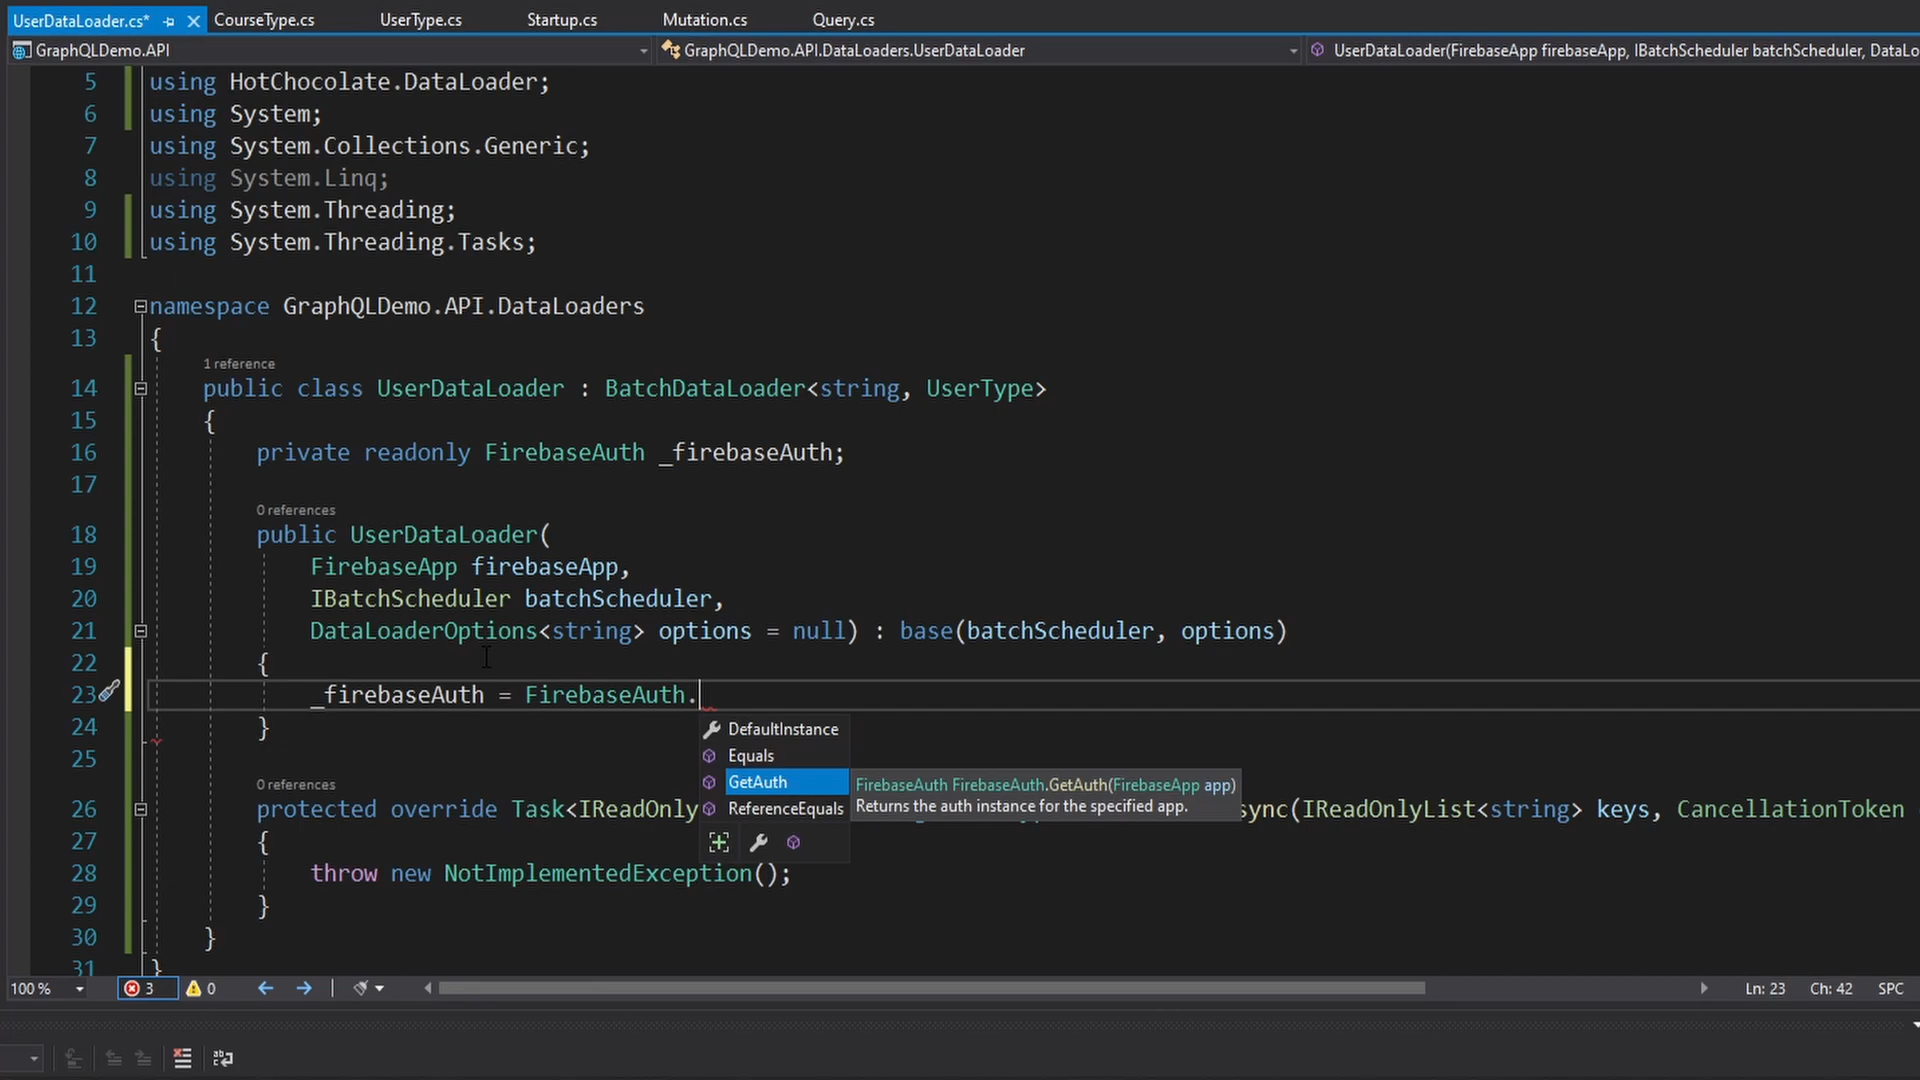 UserDataLoader.cs* CourseType.cs UserType.cs Startup.cs Mutation.cs Query.cs
GraphQLDemo.API GraphQLDemo.API.DataLoaders.UserDataLoader UserDataLoader(FirebaseApp firebaseApp, IBatchScheduler batchScheduler, DataLo
5 using HotChocolate.DataLoader;
6 using System;
7 using System.Collections.Generic;
8 using System.Linq;
9 using System.Threading;
10 using System.Threading.Tasks;
11
12 namespace GraphQLDemo.API.DataLoaders
13 {
1 reference
14 public class UserDataLoader : BatchDataLoader<string, UserType>
15 {
16 private readonly FirebaseAuth _firebaseAuth;
17
0 references
18 public UserDataLoader(
19 FirebaseApp firebaseApp,
20 IBatchScheduler batchScheduler,
21 DataLoaderOptions<string> options = null) : base(batchScheduler, options)
22 {
23 _firebaseAuth = FirebaseAuth.
24 }
DefaultInstance
25
Equals
0 references
GetAuth FirebaseAuth FirebaseAuth.GetAuth(FirebaseApp app)
ReferenceEquals Returns the auth instance for the specified app.
26 protected override Task<IReadOnly sync(IReadOnlyList<string> keys, CancellationToken
27 {
28 throw new NotImplementedException();
29 }
30 }
31 }
100 % 3 0 Ln: 23 Ch: 42 SPC